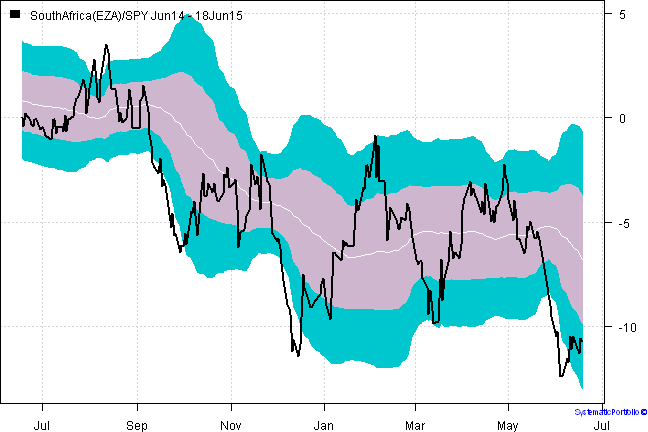 SouthAfrica(EZA)/SPY Jun14 - 18Jun15
5
0
-5
-10
Jul Sep Nov Jan Mar May Jul
SystematicPortfolio ©